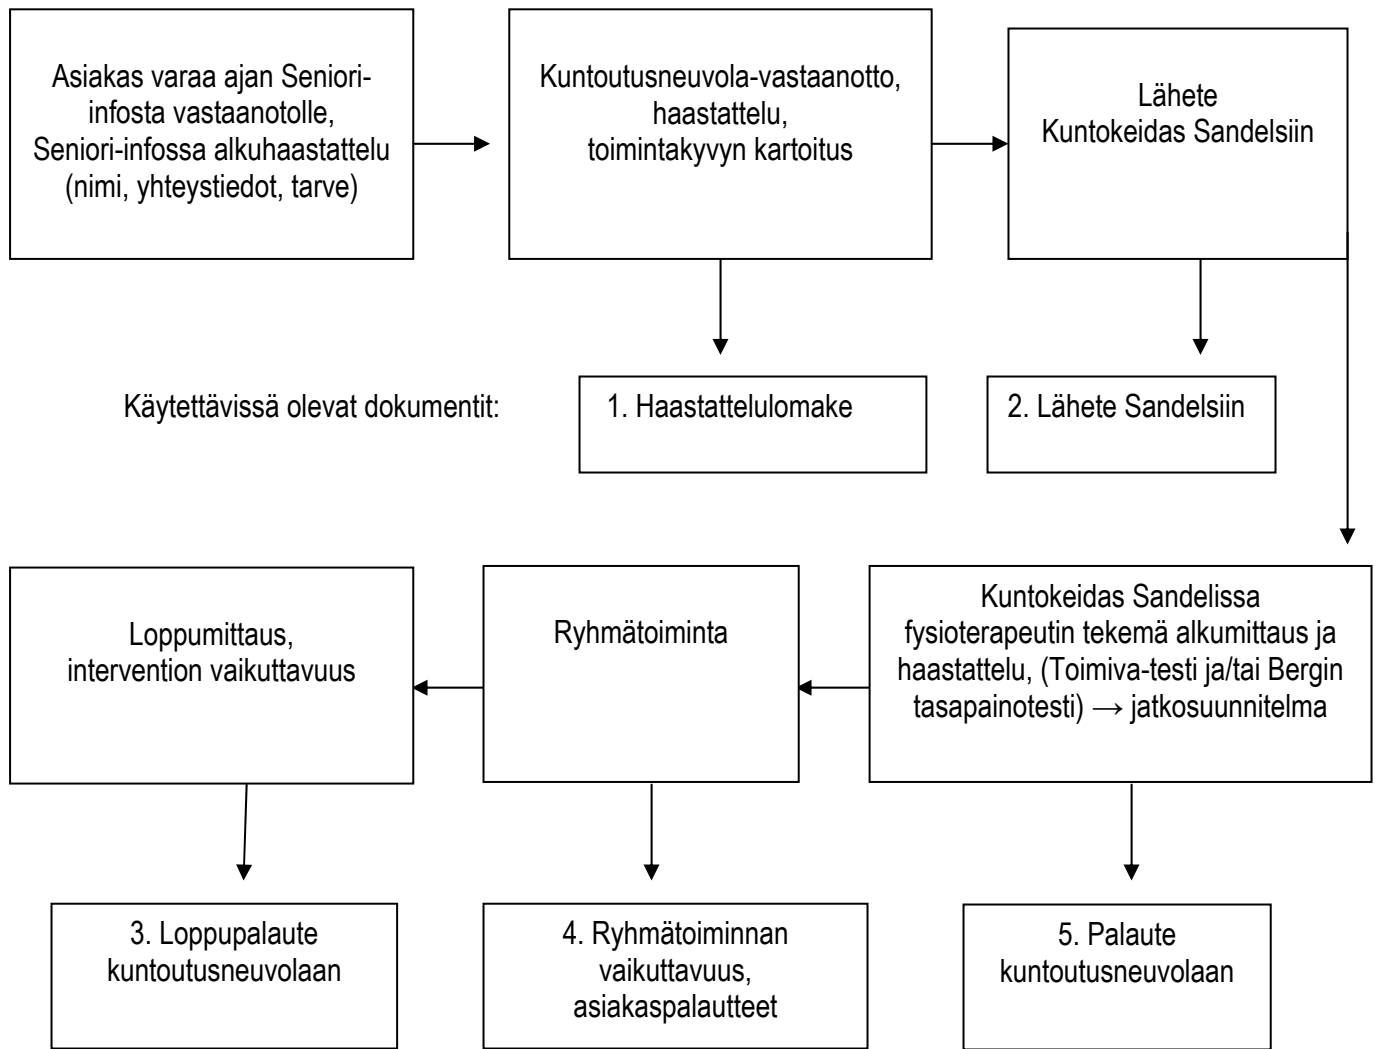 Asiakas varaa ajan Seniori-
infosta vastaanotolle,
Seniori-infossa alkuhaastattelu
(nimi, yhteystiedot, tarve)
Kuntoutusneuvola-vastaanotto,
haastattelu,
toimintakyvyn kartoitus
Lähete
Kuntokeidas Sandelsiin
Käytettävissä olevat dokumentit:
1. Haastattelulomake
2. Lähete Sandelsiin
Loppumittaus,
intervention vaikuttavuus
Ryhmätoiminta
Kuntokeidas Sandelissa
fysioterapeutin tekemä alkumittaus ja
haastattelu, (Toimiva-testi ja/tai Bergin
tasapainotesti) → jatkosuunnitelma
3. Loppupalaute
kuntoutusneuvolaan
4. Ryhmätoiminnan
vaikuttavuus,
asiakaspalautteet
5. Palaute
kuntoutusneuvolaan